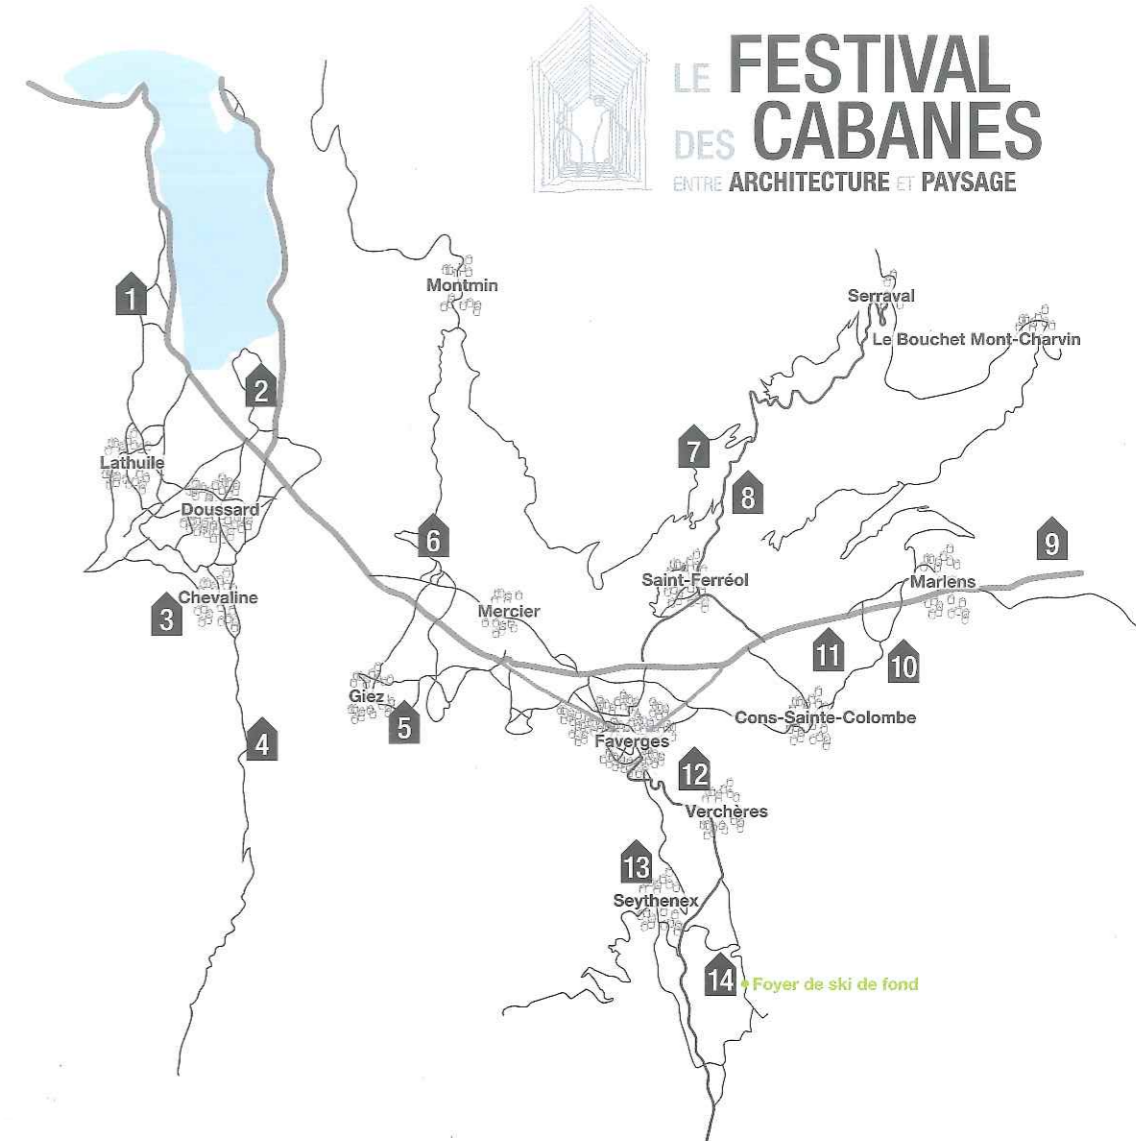 LE FESTIVAL
DES CABANES
ENTRE ARCHITECTURE ET PAYSAGE
Montmin
Serraval
Le Bouchet Mont-Charvin
1
2
7
Lathuile
8
Doussard
6
9
Saint-Ferréol
Marlens
Chevaline
3
Mercier
11
10
Giez
5
Cons-Sainte-Colombe
4
Faverges
12
Verchères
13
Seythenex
14
Foyer de ski de fond